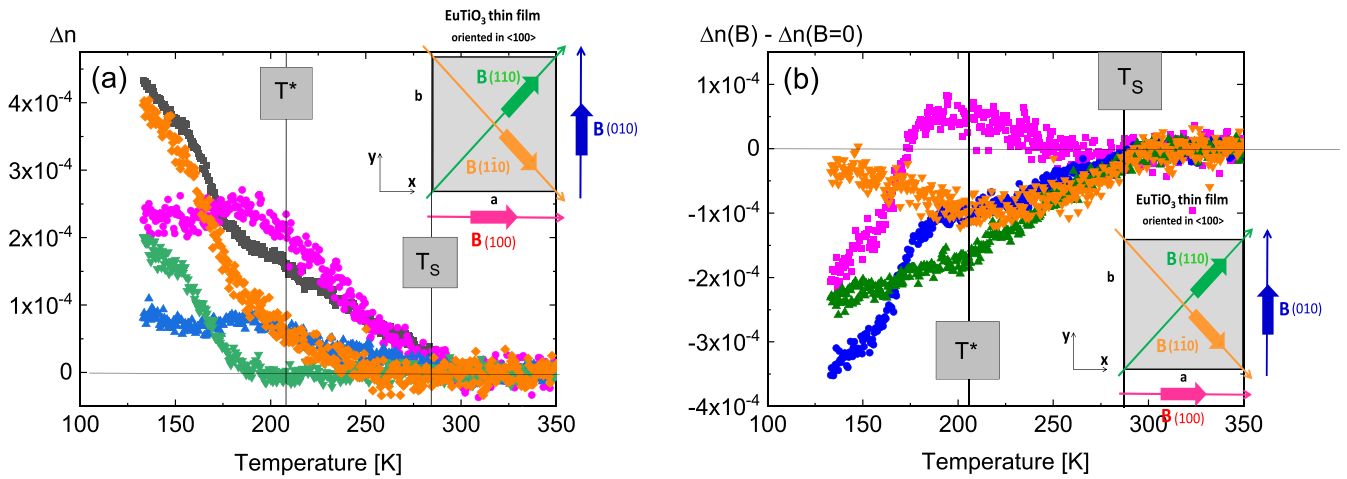 Δn
EuTiO₃ thin film
oriented in <100>
(a)
T*
b
B (110)
B (11̄0)
B (010)
y
x
a
B (100)
T_S
4x10⁻⁴
3x10⁻⁴
2x10⁻⁴
1x10⁻⁴
0
100 150 200 250 300 350
Temperature [K]
Δn(B) - Δn(B=0)
(b)
T_S
1x10⁻⁴
0
-1x10⁻⁴
-2x10⁻⁴
-3x10⁻⁴
-4x10⁻⁴
EuTiO₃ thin film
oriented in <100>
T*
b
B (110)
B (11̄0)
B (010)
y
x
a
B (100)
100 150 200 250 300 350
Temperature [K]